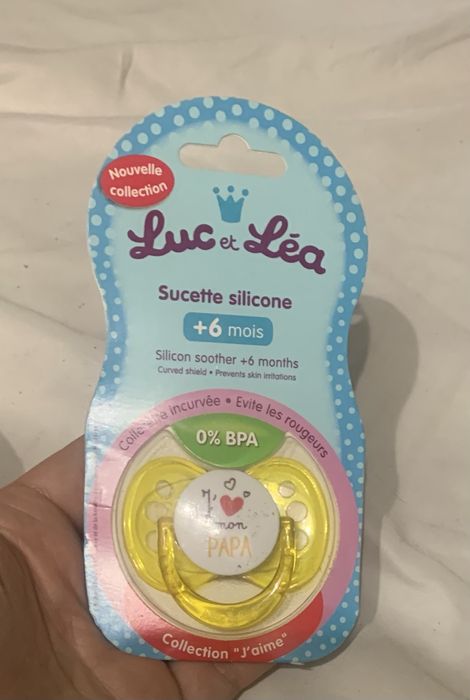 Nouvelle
collection
Luc et Léa
Sucette silicone
+6 mois
Silicon soother +6 months
Curved shield • Prevents skin irritations
Collerette incurvée • Evite les rougeurs
0% BPA
J'
mon
PAPA
Collection "J'aime"